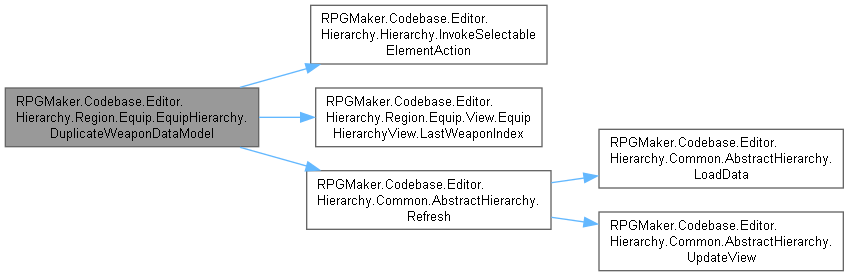 RPGMaker.Codebase.Editor.
Hierarchy.Hierarchy.InvokeSelectable
ElementAction
RPGMaker.Codebase.Editor.
Hierarchy.Region.Equip.EquipHierarchy.
DuplicateWeaponDataModel
RPGMaker.Codebase.Editor.
Hierarchy.Region.Equip.View.Equip
HierarchyView.LastWeaponIndex
RPGMaker.Codebase.Editor.
Hierarchy.Common.AbstractHierarchy.
Refresh
RPGMaker.Codebase.Editor.
Hierarchy.Common.AbstractHierarchy.
LoadData
RPGMaker.Codebase.Editor.
Hierarchy.Common.AbstractHierarchy.
UpdateView